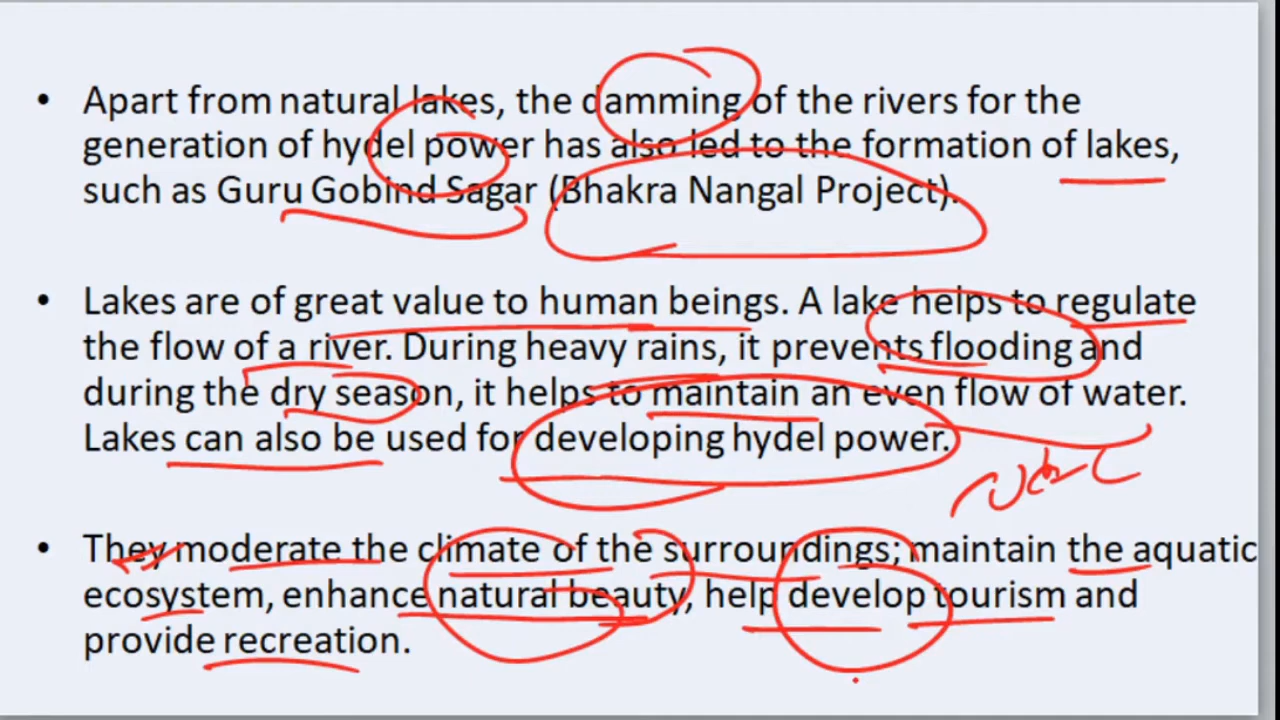 • Apart from natural lakes, the damming of the rivers for the
generation of hydel power has also led to the formation of lakes,
such as Guru Gobind Sagar (Bhakra Nangal Project).
• Lakes are of great value to human beings. A lake helps to regulate
the flow of a river. During heavy rains, it prevents flooding and
during the dry season, it helps to maintain an even flow of water.
Lakes can also be used for developing hydel power.
• They moderate the climate of the surroundings; maintain the aquatic
ecosystem, enhance natural beauty, help develop tourism and
provide recreation.